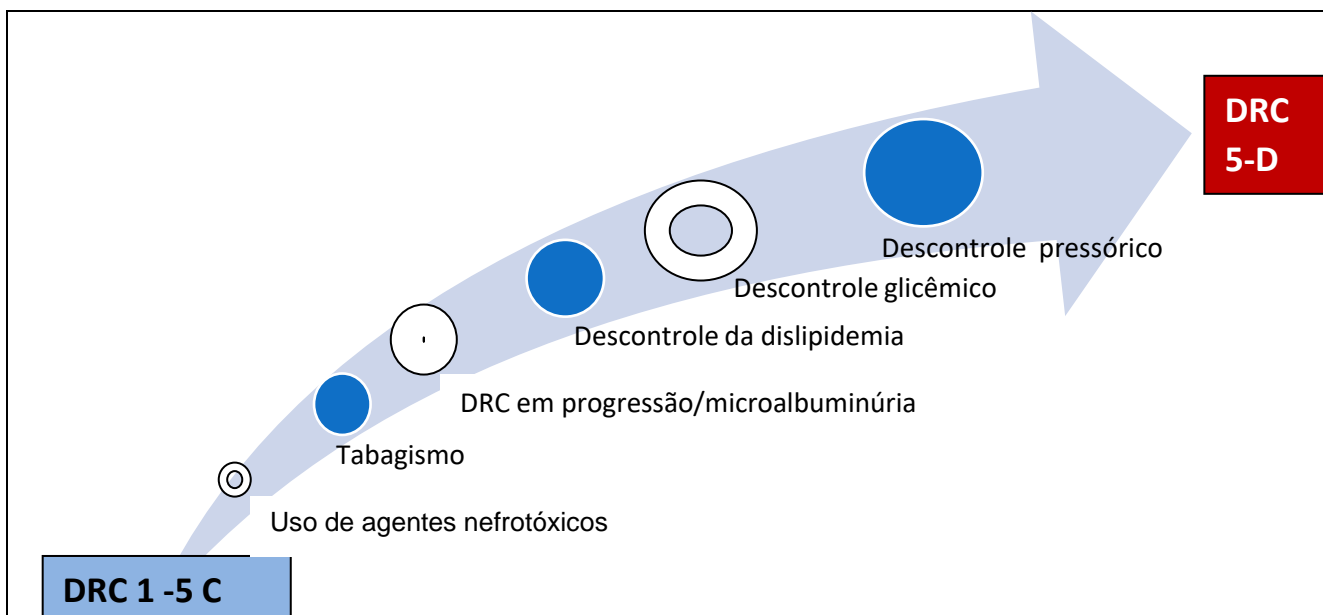 DRC
5-D
Descontrole pressórico
Descontrole glicêmico
Descontrole da dislipidemia
DRC em progressão/microalbuminúria
Tabagismo
Uso de agentes nefrotóxicos
DRC 1 -5 C